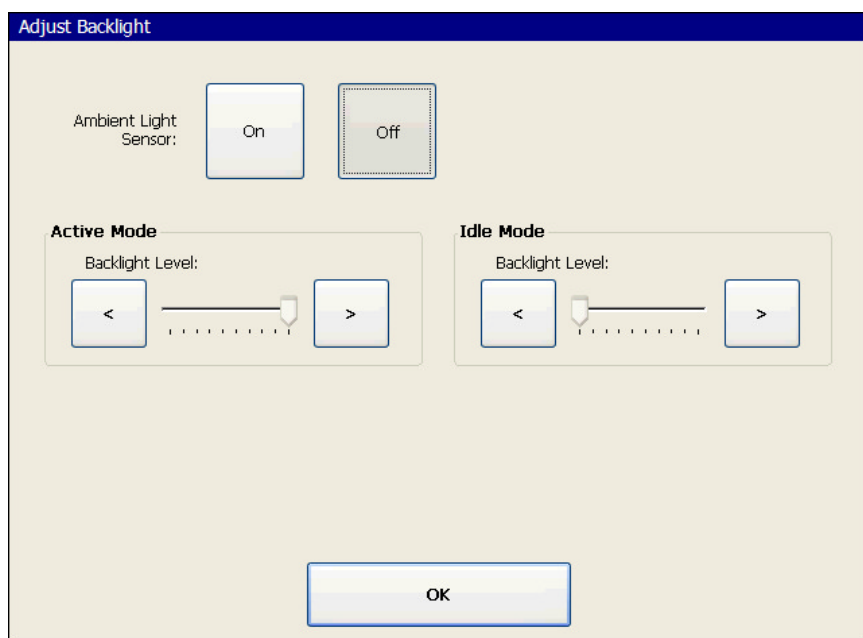 Adjust Backlight
Ambient Light
Sensor:
On
Off
Active Mode
Backlight Level:
<
>
Idle Mode
Backlight Level:
<
>
OK